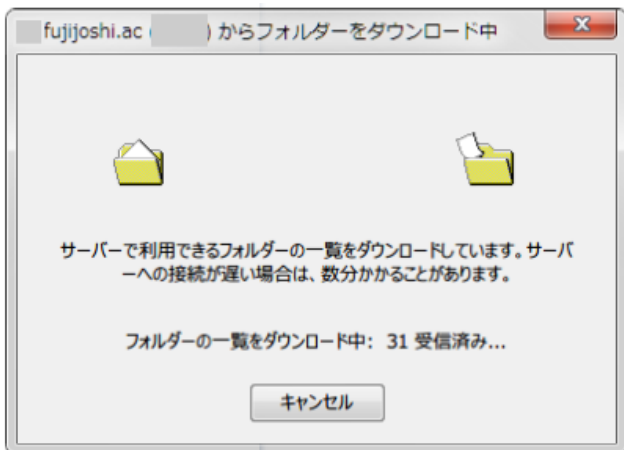 fujijoshi.ac ( ) からフォルダーをダウンロード中
サーバーで利用できるフォルダーの一覧をダウンロードしています。サーバ
ーへの接続が遅い場合は、数分かかることがあります。
フォルダーの一覧をダウンロード中: 31 受信済み...
キャンセル